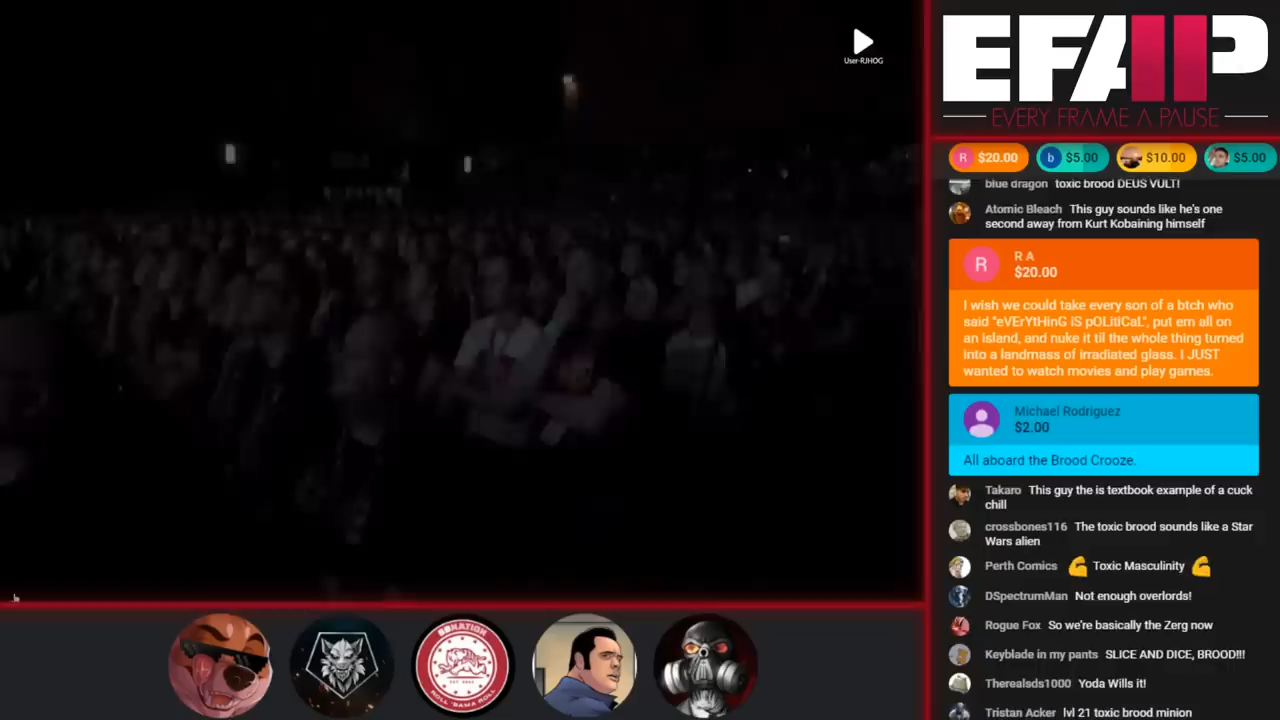 User-RJHOG
EFAP
EVERY FRAME A PAUSE
R $20.00 b $5.00 $10.00 $5.00
blue dragon toxic brood DEUS VULT!
Atomic Bleach This guy sounds like he's one
second away from Kurt Kobaining himself
R A
R
$20.00
I wish we could take every son of a btch who
said "eVErYtHinG iS pOLitiCaL", put em all on
an island, and nuke it til the whole thing turned
into a landmass of irradiated glass. I JUST
wanted to watch movies and play games.
Michael Rodriguez
$2.00
All aboard the Brood Crooze.
Takaro This guy the is textbook example of a cuck
chill
crossbones116 The toxic brood sounds like a Star
Wars alien
Perth Comics 💪 Toxic Masculinity 💪
DSpectrumMan Not enough overlords!
Rogue Fox So we're basically the Zerg now
Keyblade in my pants SLICE AND DICE, BROOD!!!
Therealsds1000 Yoda Wills it!
Tristan Acker lvl 21 toxic brood minion
ROLL 'BAMA ROLL